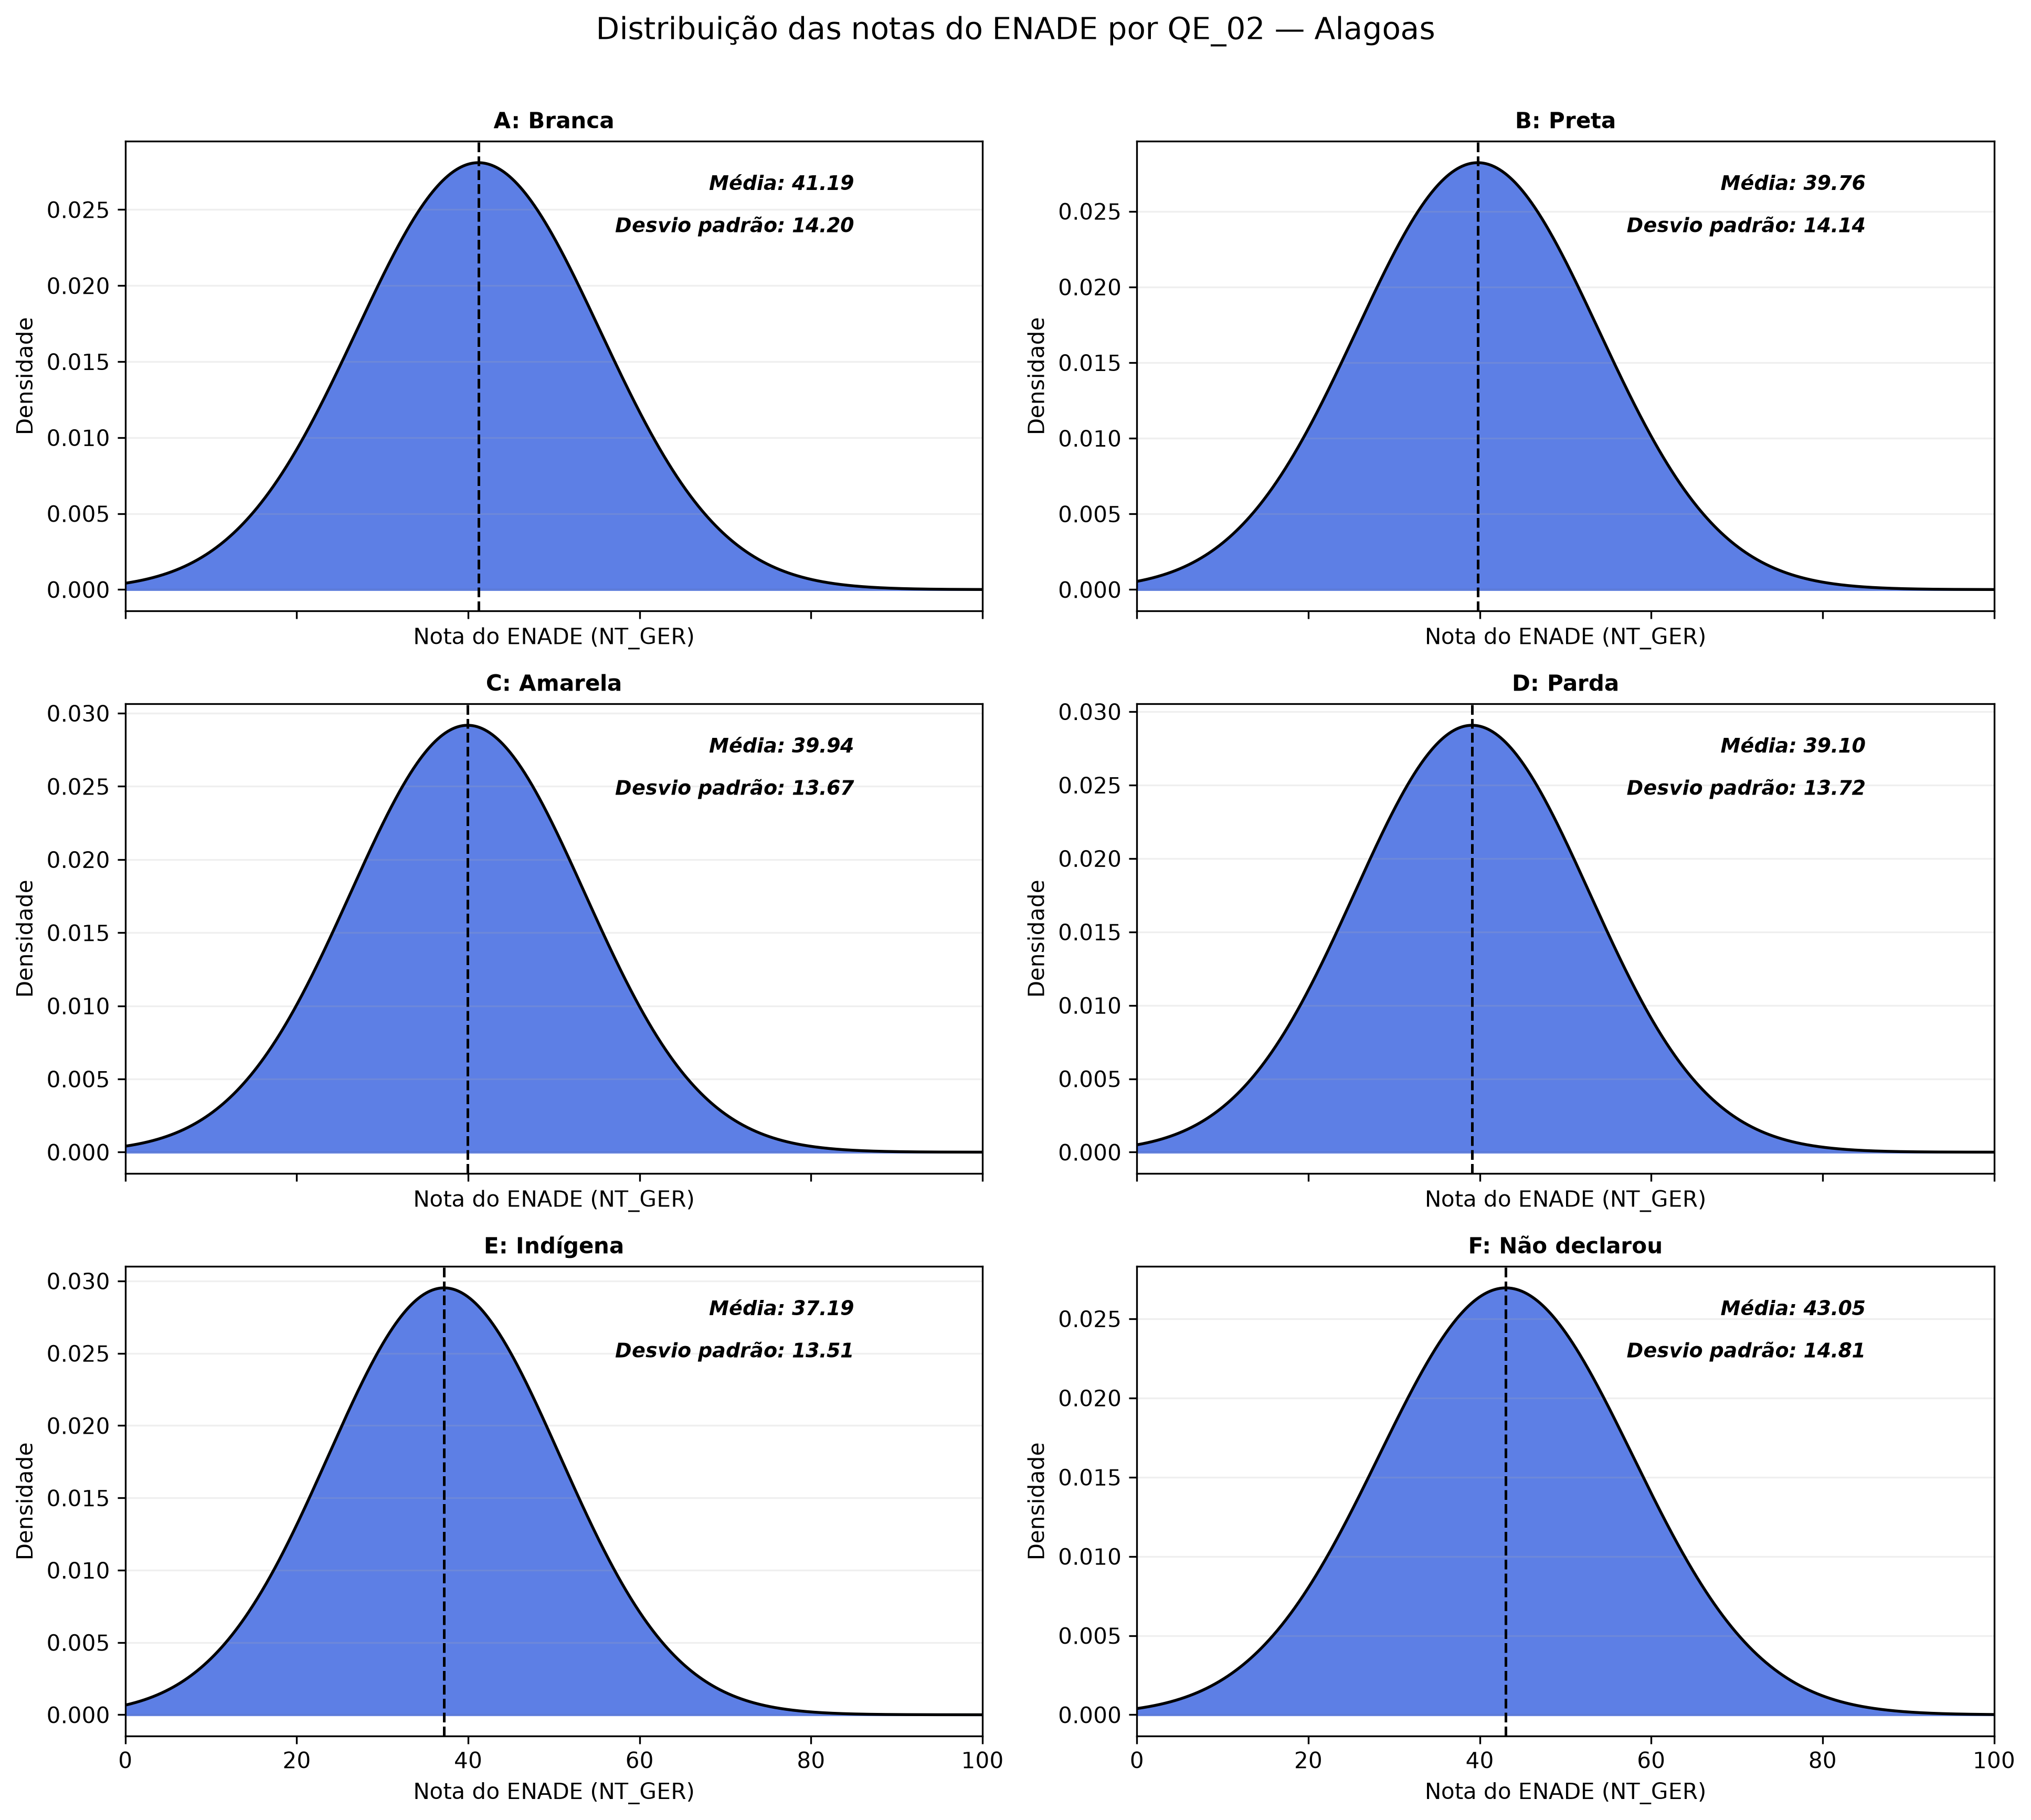 Distribuição das notas do ENADE por QE_02 — Alagoas
A: Branca
Média: 41.19
Desvio padrão: 14.20
0.025
0.020
0.015
0.010
0.005
0.000
Densidade
Nota do ENADE (NT_GER)
B: Preta
Média: 39.76
Desvio padrão: 14.14
0.025
0.020
0.015
0.010
0.005
0.000
Densidade
Nota do ENADE (NT_GER)
C: Amarela
Média: 39.94
Desvio padrão: 13.67
0.030
0.025
0.020
0.015
0.010
0.005
0.000
Densidade
Nota do ENADE (NT_GER)
D: Parda
Média: 39.10
Desvio padrão: 13.72
0.030
0.025
0.020
0.015
0.010
0.005
0.000
Densidade
Nota do ENADE (NT_GER)
E: Indígena
Média: 37.19
Desvio padrão: 13.51
0.030
0.025
0.020
0.015
0.010
0.005
0.000
Densidade
0 20 40 60 80 100
Nota do ENADE (NT_GER)
F: Não declarou
Média: 43.05
Desvio padrão: 14.81
0.025
0.020
0.015
0.010
0.005
0.000
Densidade
0 20 40 60 80 100
Nota do ENADE (NT_GER)